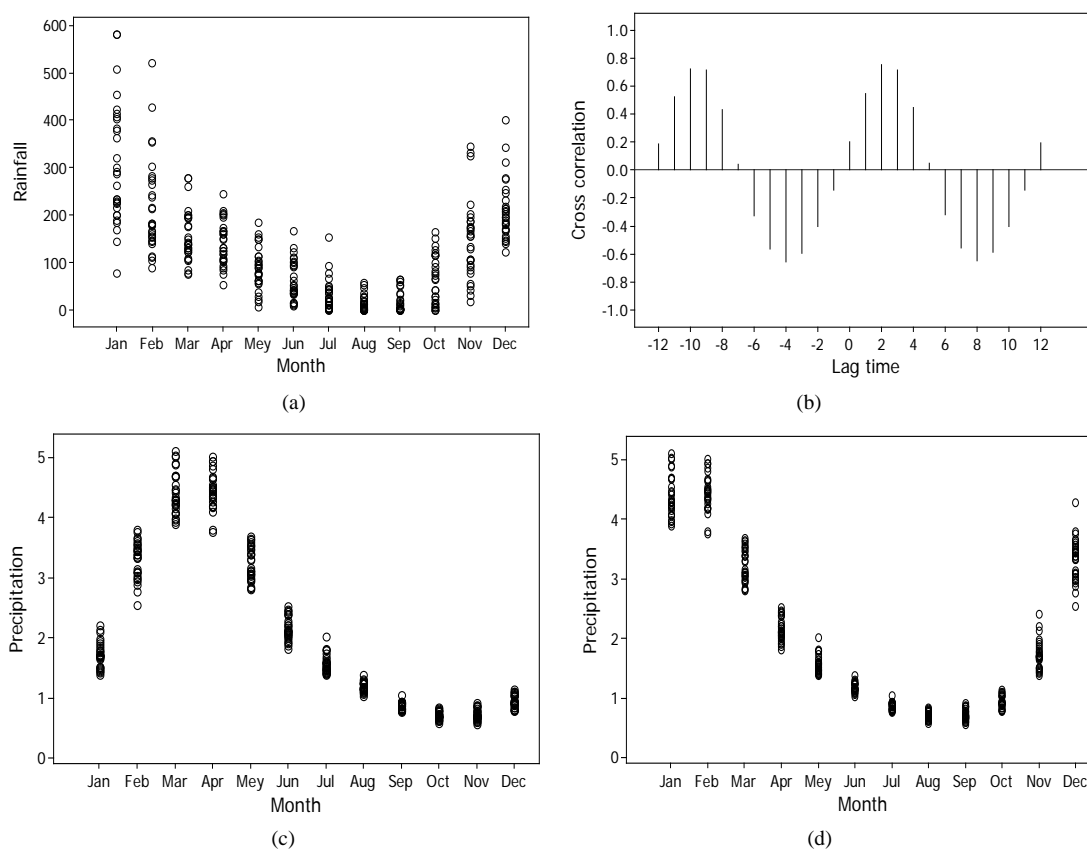 600
500
400
300
200
100
0
Rainfall
Jan Feb Mar Apr Mey Jun Jul Aug Sep Oct Nov Dec
Month
(a)
1.0
0.8
0.6
0.4
0.2
0.0
-0.2
-0.4
-0.6
-0.8
-1.0
Cross correlation
-12 -10 -8 -6 -4 -2 0 2 4 6 8 10 12
Lag time
(b)
5
4
3
2
1
0
Precipitation
Jan Feb Mar Apr Mey Jun Jul Aug Sep Oct Nov Dec
Month
(c)
5
4
3
2
1
0
Precipitation
Jan Feb Mar Apr May Jun Jul Aug Sep Oct Nov Dec
Month
(d)